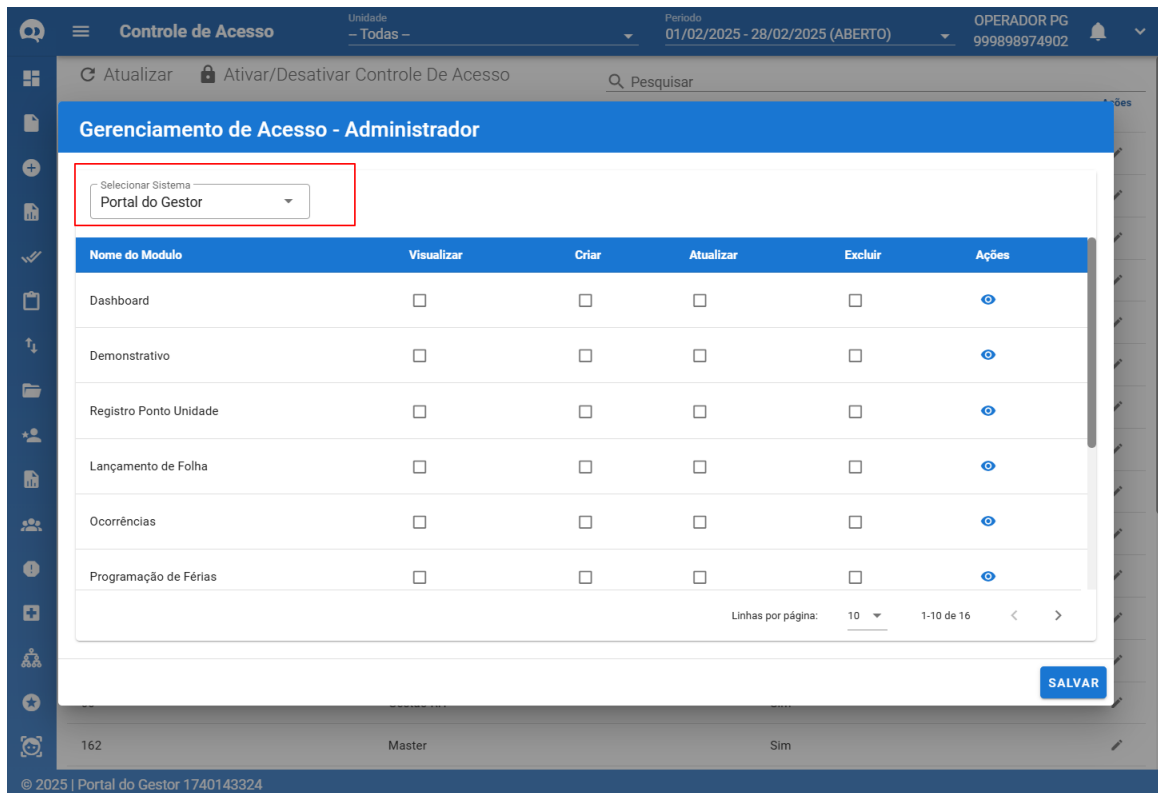 Controle de Acesso
Unidade
-- Todas --
Periodo
01/02/2025 - 28/02/2025 (ABERTO)
OPERADOR PG
999898974902
Atualizar
Ativar/Desativar Controle De Acesso
Pesquisar
Gerenciamento de Acesso - Administrador
Selecionar Sistema
Portal do Gestor
Nome do Modulo Visualizar Criar Atualizar Excluir Ações
Dashboard
Demonstrativo
Registro Ponto Unidade
Lançamento de Folha
Ocorrências
Programação de Férias
Linhas por página: 10 1-10 de 16
SALVAR
162 Master Sim
© 2025 | Portal do Gestor 1740143324